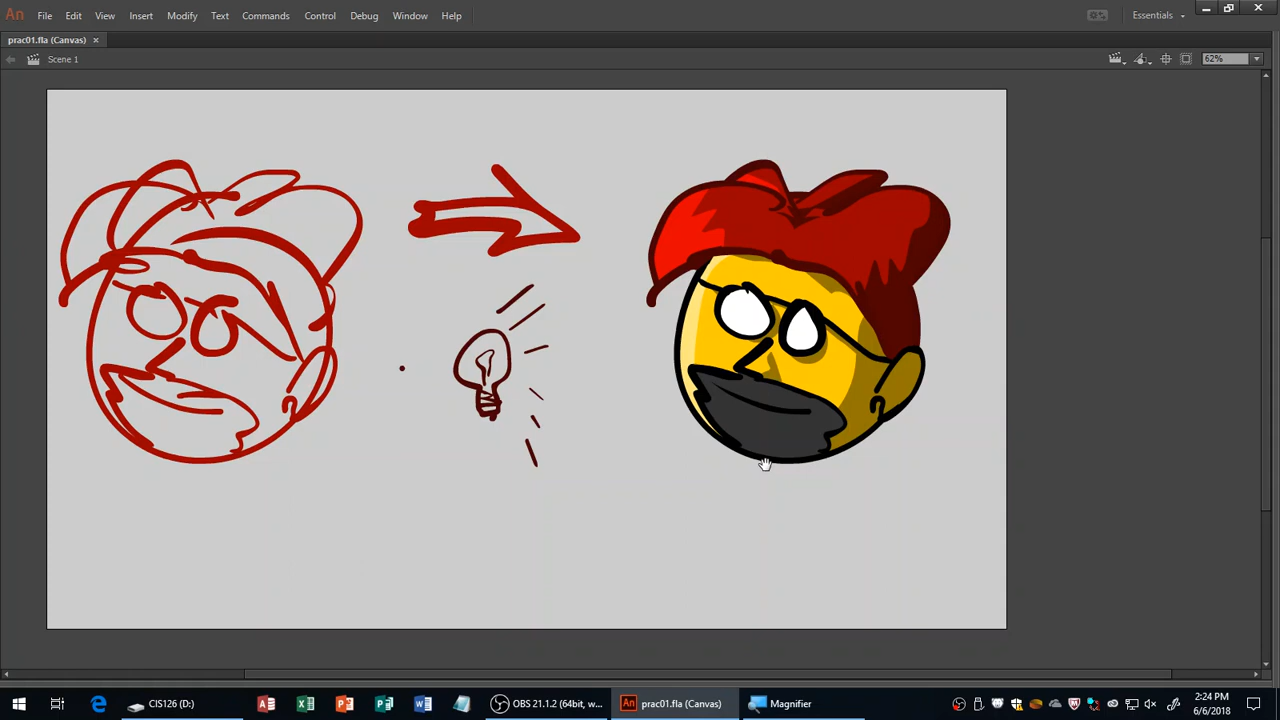 An File Edit View Insert Modify Text Commands Control Debug Window Help Essentials
prac01.fla (Canvas) x
Scene 1 62%
CIS126 (D:) OBS 21.1.2 (64bit, w... An prac01.fla (Canvas) Magnifier 2:24 PM
6/6/2018